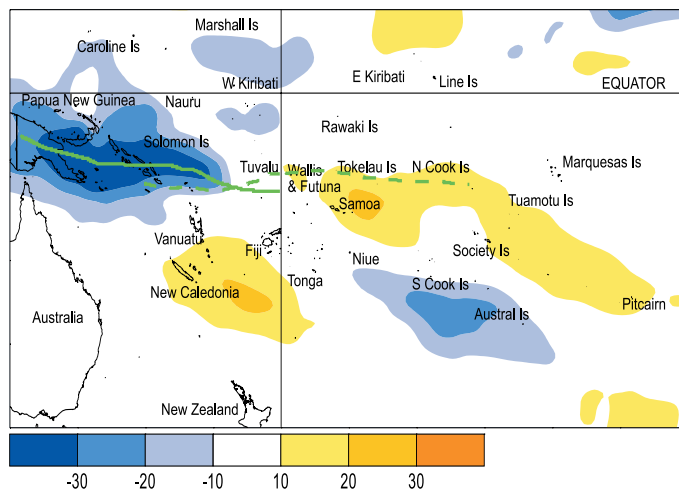 Marshall Is
Caroline Is
W Kiribati
E Kiribati
Line Is
EQUATOR
Papua New Guinea
Nauru
Rawaki Is
Solomon Is
Tuvalu
Wallis
& Futuna
Tokelau Is
N Cook Is
Marquesas Is
Samoa
Tuamotu Is
Vanuatu
Fiji
Niue
Society Is
Tonga
New Caledonia
S Cook Is
Austral Is
Pitcairn
Australia
New Zealand
-30 -20 -10 10 20 30